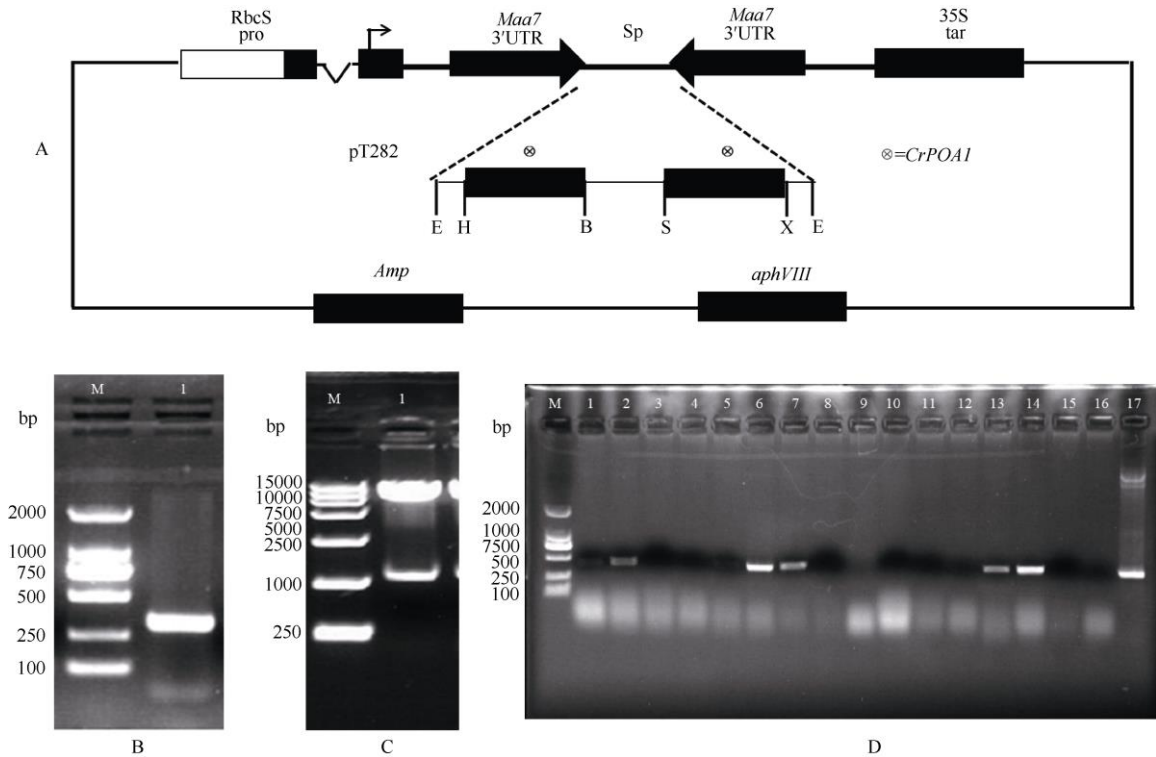 RbcS
pro
Maa7
3'UTR
Sp
Maa7
3'UTR
35S
tar
A
pT282
⊗
⊗
⊗=CrPOA1
E H B S X E
Amp
aphVIII
M 1
bp
2000
1000
750
500
250
100
B
M 1
bp
15000
10000
7500
5000
2500
1000
250
C
M 1 2 3 4 5 6 7 8 9 10 11 12 13 14 15 16 17
bp
2000
1000
7500
500
250
100
D